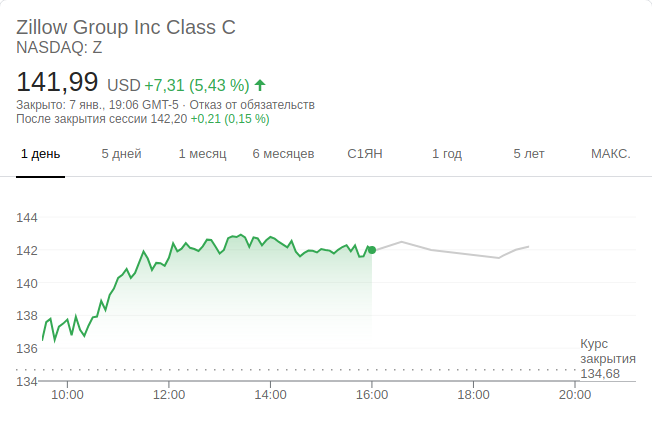 Zillow Group Inc Class C
NASDAQ: Z
141,99 USD +7,31 (5,43 %)
Закрыто: 7 янв., 19:06 GMT-5 · Отказ от обязательств
После закрытия сессии 142,20 +0,21 (0,15 %)
1 день 5 дней 1 месяц 6 месяцев С1ЯН 1 год 5 лет МАКС.
144
142
140
138
136
Курс
закрытия
134,68
134
10:00 12:00 14:00 16:00 18:00 20:00